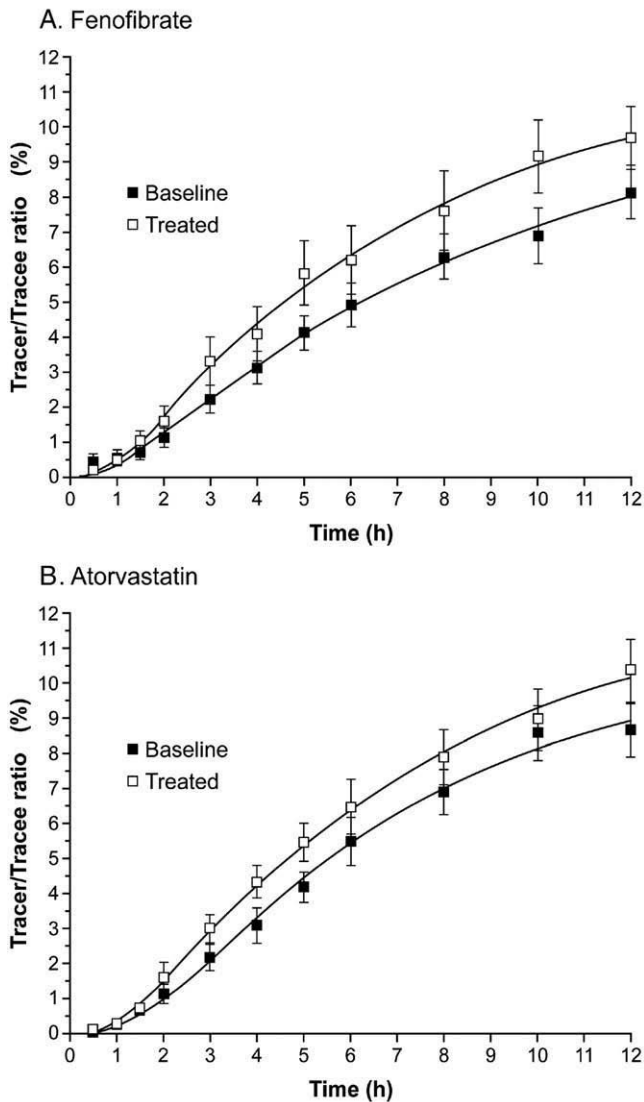 A. Fenofibrate
12
11
10
9
8
7
6
5
4
3
2
1
0
Tracer/Tracee ratio (%)
Baseline
Treated
0 1 2 3 4 5 6 7 8 9 10 11 12
Time (h)
B. Atorvastatin
12
11
10
9
8
7
6
5
4
3
2
1
0
Tracer/Tracee ratio (%)
Baseline
Treated
0 1 2 3 4 5 6 7 8 9 10 11 12
Time (h)